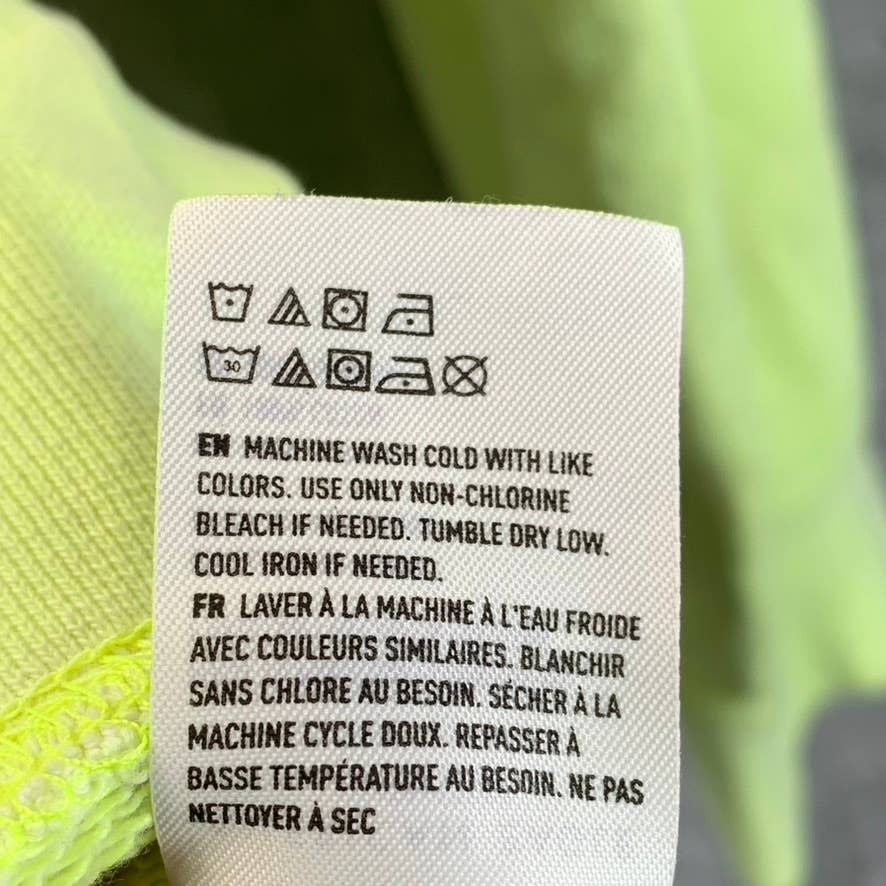 30
EN MACHINE WASH COLD WITH LIKE
COLORS. USE ONLY NON-CHLORINE
BLEACH IF NEEDED. TUMBLE DRY LOW.
COOL IRON IF NEEDED.
FR LAVER À LA MACHINE À L'EAU FROIDE
AVEC COULEURS SIMILAIRES. BLANCHIR
SANS CHLORE AU BESOIN. SÉCHER À LA
MACHINE CYCLE DOUX. REPASSER À
BASSE TEMPÉRATURE AU BESOIN. NE PAS
NETTOYER À SEC